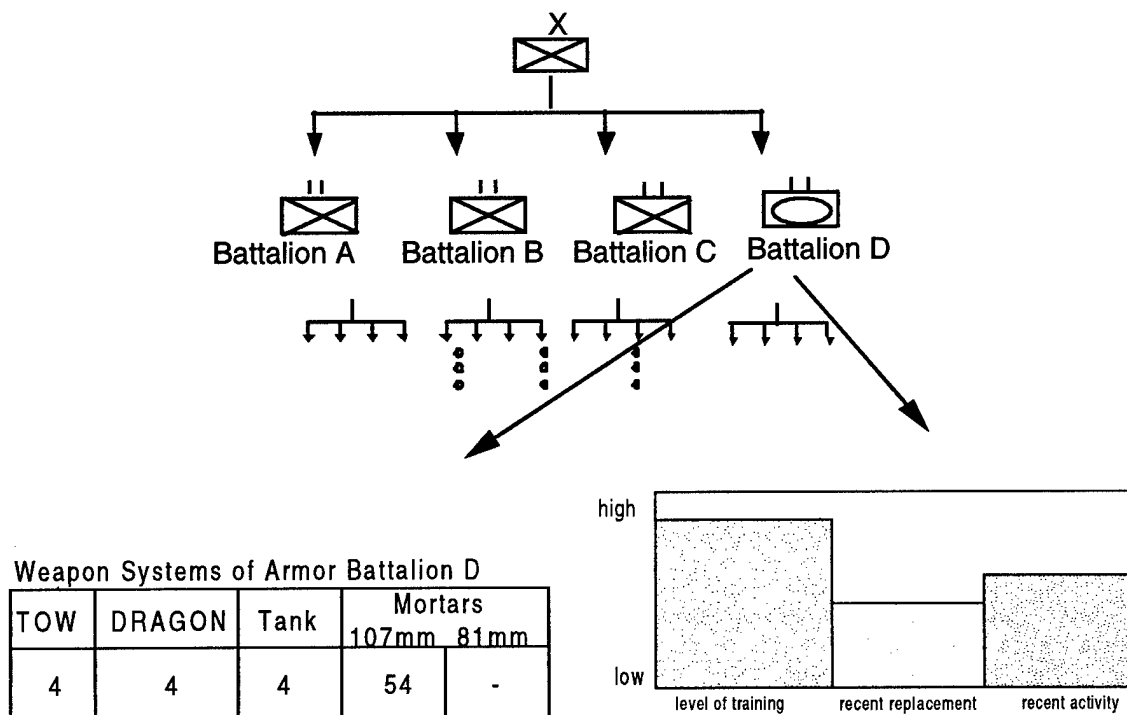 X
Battalion A
Battalion B
Battalion C
Battalion D
Weapon Systems of Armor Battalion D
TOW DRAGON Tank Mortars
107mm 81mm
4 4 4 54 -
high
low
level of training recent replacement recent activity